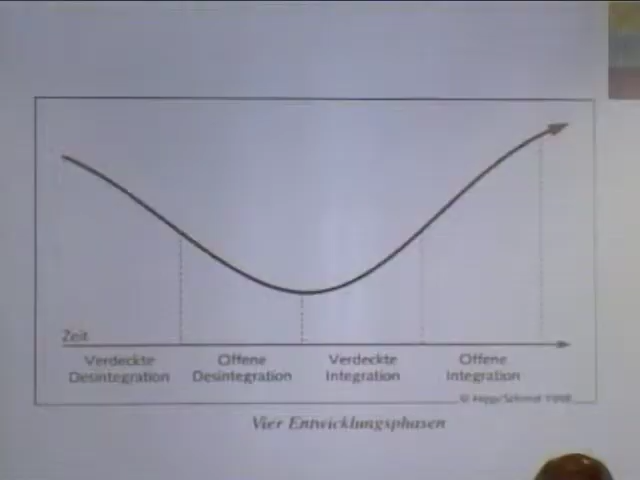 Zeit
Verdeckte Desintegration
Offene Desintegration
Verdeckte Integration
Offene Integration
Vier Entwicklungsphasen